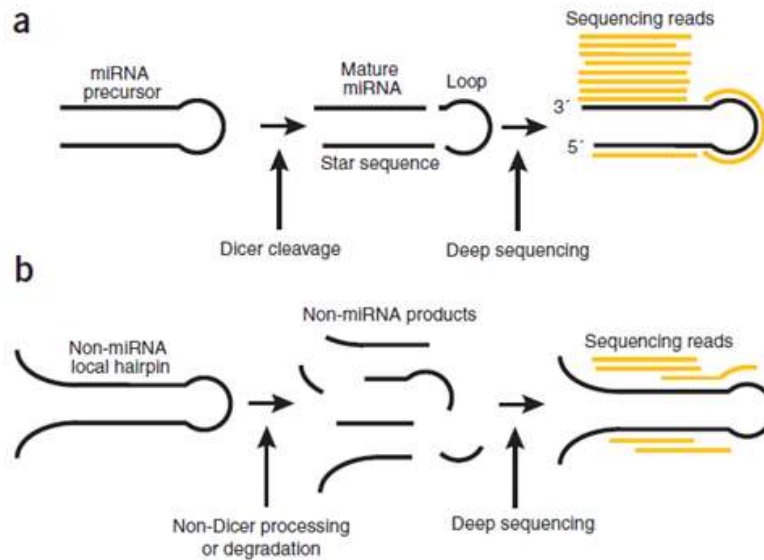 a
Sequencing reads
miRNA
precursor
Mature
miRNA
Loop
3´
5´
Star sequence
Dicer cleavage
Deep sequencing
b
Non-miRNA products
Non-miRNA
local hairpin
Sequencing reads
Non-Dicer processing
or degradation
Deep sequencing